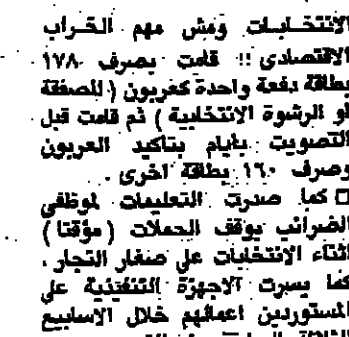 الانتخابات ومش مهم الخراب
الاقتصادى !! قامت بصرف ١٧٨
بطاقة دفعة واحدة كعربون ( للصفقة
أو الرشوة الانتخابية ) ثم قامت قبل
التصويت بايام بتاكيد العربون
وصرف ١٦٠ بطاقة اخرى .
□ كما صدرت التعليمات لموظفى
الضرائب بوقف الحملات ( مؤقتا )
اثناء الانتخابات على صغار التجار .
كما يسرت الاجهزة التنفيذية على
المستوردين اعمالهم خلال الاسابيع